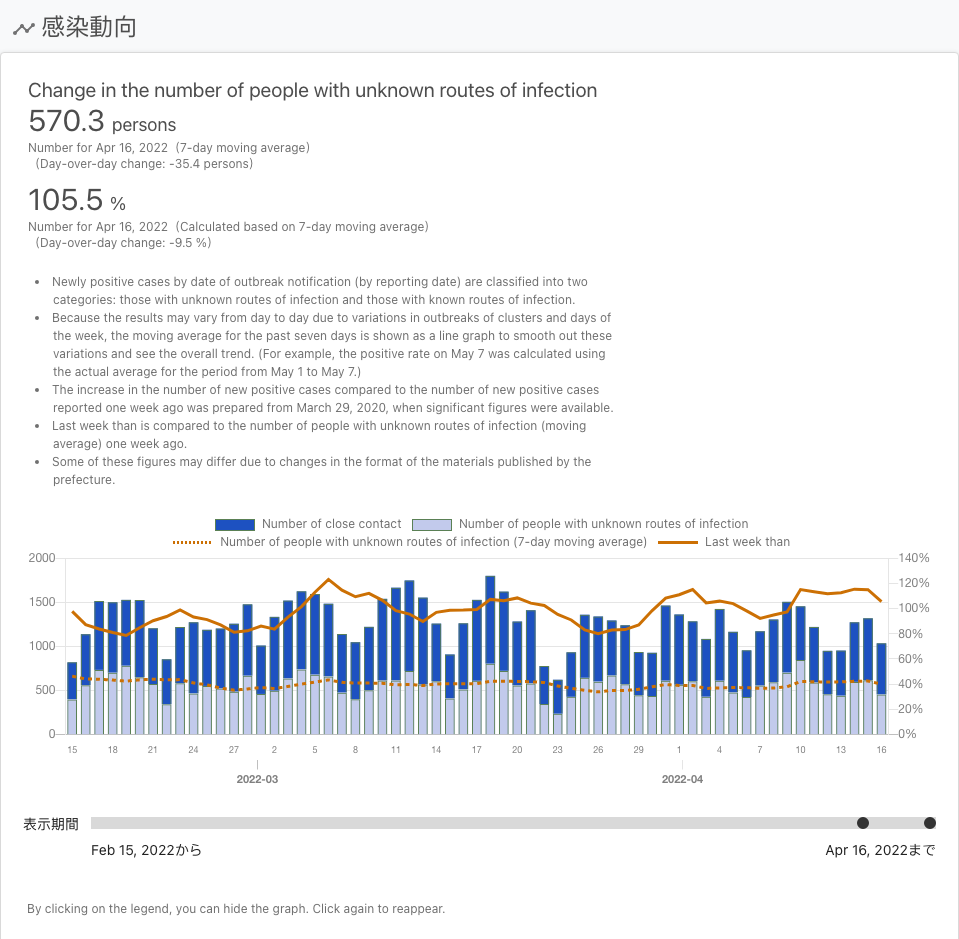 感染動向
Change in the number of people with unknown routes of infection
570.3 persons
Number for Apr 16, 2022 (7-day moving average)
(Day-over-day change: -35.4 persons)
105.5 %
Number for Apr 16, 2022 (Calculated based on 7-day moving average)
(Day-over-day change: -9.5 %)
• Newly positive cases by date of outbreak notification (by reporting date) are classified into two
categories: those with unknown routes of infection and those with known routes of infection.
• Because the results may vary from day to day due to variations in outbreaks of clusters and days of
the week, the moving average for the past seven days is shown as a line graph to smooth out these
variations and see the overall trend. (For example, the positive rate on May 7 was calculated using
the actual average for the period from May 1 to May 7.)
• The increase in the number of new positive cases compared to the number of new positive cases
reported one week ago was prepared from March 29, 2020, when significant figures were available.
• Last week than is compared to the number of people with unknown routes of infection (moving
average) one week ago.
• Some of these figures may differ due to changes in the format of the materials published by the
prefecture.
Number of close contact Number of people with unknown routes of infection
Number of people with unknown routes of infection (7-day moving average) Last week than
2000 140%
120%
1500 100%
1000 80%
60%
500 40%
20%
0 0%
15 18 21 24 27 2 5 8 11 14 17 20 23 26 29 1 4 7 10 13 16
2022-03 2022-04
表示期間
Feb 15, 2022から Apr 16, 2022まで
By clicking on the legend, you can hide the graph. Click again to reappear.